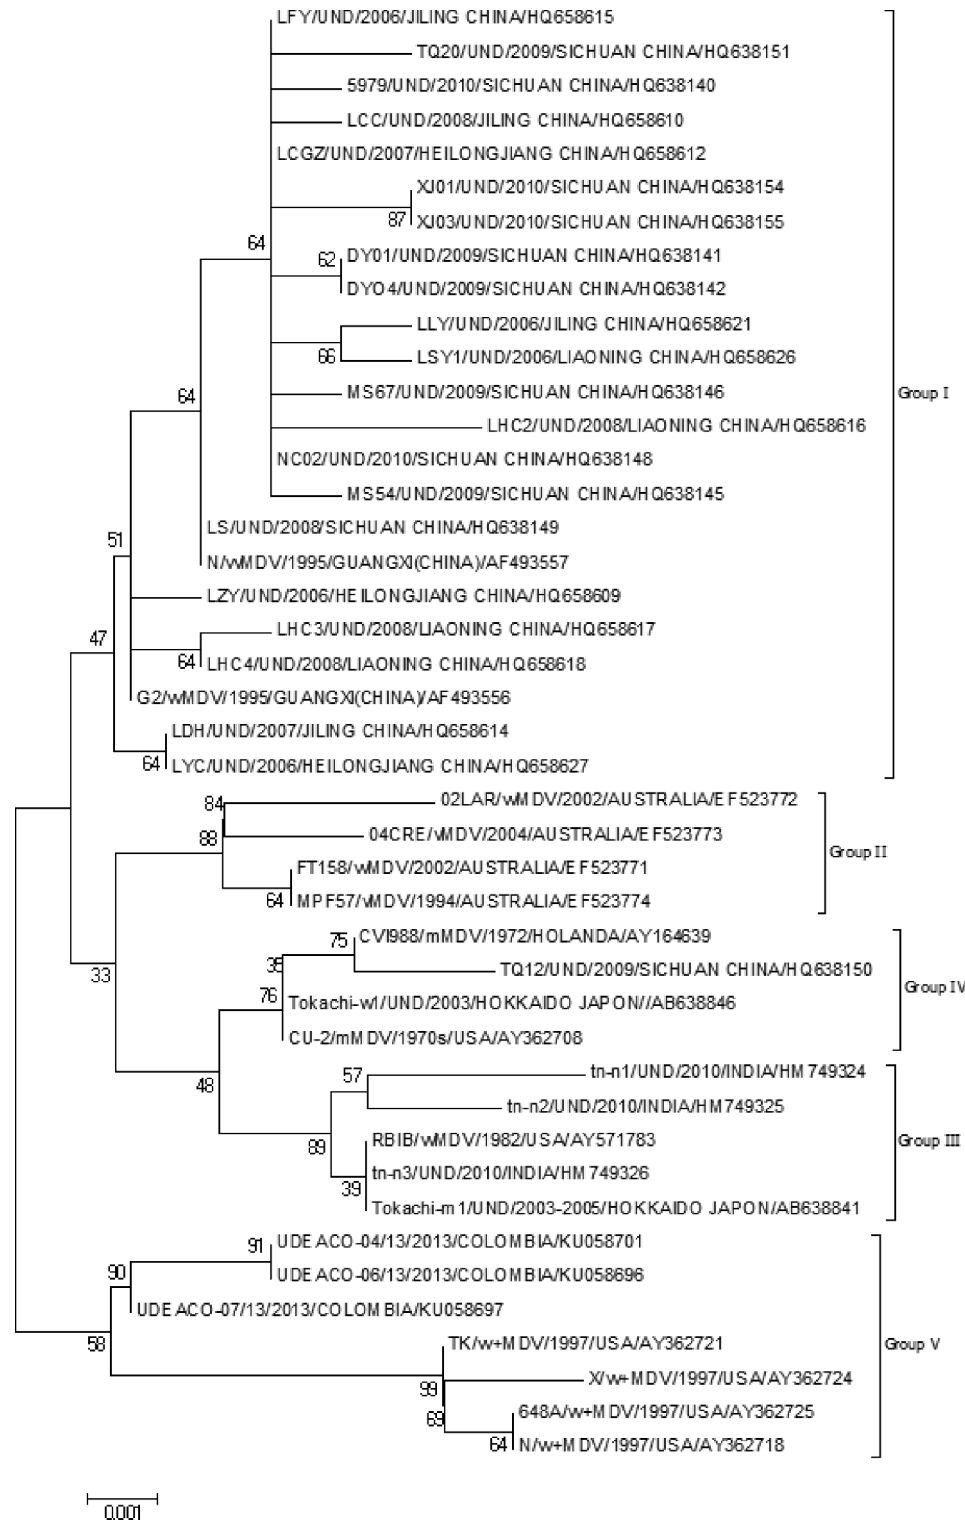 LFY/UND/2006/JILING CHINA/HQ658615
TQ20/UND/2009/SICHUAN CHINA/HQ638151
5979/UND/2010/SICHUAN CHINA/HQ638140
LCC/UND/2008/JILING CHINA/HQ658610
LCGZ/UND/2007/HEILONGJIANG CHINA/HQ658612
XJ01/UND/2010/SICHUAN CHINA/HQ638154
87
XJ03/UND/2010/SICHUAN CHINA/HQ638155
64
62
DY01/UND/2009/SICHUAN CHINA/HQ638141
DYO4/UND/2009/SICHUAN CHINA/HQ638142
LLY/UND/2006/JILING CHINA/HQ658621
66
LSY1/UND/2006/LIAONING CHINA/HQ658626
64
MS67/UND/2009/SICHUAN CHINA/HQ638146
Group I
LHC2/UND/2008/LIAONING CHINA/HQ658616
NC02/UND/2010/SICHUAN CHINA/HQ638148
MS54/UND/2009/SICHUAN CHINA/HQ638145
LS/UND/2008/SICHUAN CHINA/HQ638149
51
N/vvMDV/1995/GUANGXI(CHINA)/AF493557
LZY/UND/2006/HEILONGJIANG CHINA/HQ658609
47
LHC3/UND/2008/LIAONING CHINA/HQ658617
64
LHC4/UND/2008/LIAONING CHINA/HQ658618
G2/vvMDV/1995/GUANGXI(CHINA)/AF493556
LDH/UND/2007/JILING CHINA/HQ658614
64
LYC/UND/2006/HEILONGJIANG CHINA/HQ658627
84
02LAR/vvMDV/2002/AUSTRALIA/EF523772
88
04CRE/vMDV/2004/AUSTRALIA/EF523773
Group II
FT158/vvMDV/2002/AUSTRALIA/EF523771
64
MPF57/vMDV/1994/AUSTRALIA/EF523774
75
CVI988/mMDV/1972/HOLANDA/AY164639
35
TQ12/UND/2009/SICHUAN CHINA/HQ638150
33
Group IV
76
Tokachi-w1/UND/2003/HOKKAIDO JAPON//AB638846
CU-2/mMDV/1970s/USA/AY362708
57
tn-n1/UND/2010/INDIA/HM749324
48
tn-n2/UND/2010/INDIA/HM749325
89
RBIB/vvMDV/1982/USA/AY571783
Group III
tn-n3/UND/2010/INDIA/HM749326
39
Tokachi-m1/UND/2003-2005/HOKKAIDO JAPON/AB638841
91
UDEACO-04/13/2013/COLOMBIA/KU058701
90
UDEACO-06/13/2013/COLOMBIA/KU058696
UDEACO-07/13/2013/COLOMBIA/KU058697
58
TK/vv+MDV/1997/USA/AY362721
Group V
99
X/vv+MDV/1997/USA/AY362724
69
648A/vv+MDV/1997/USA/AY362725
64
N/vv+MDV/1997/USA/AY362718
0.001